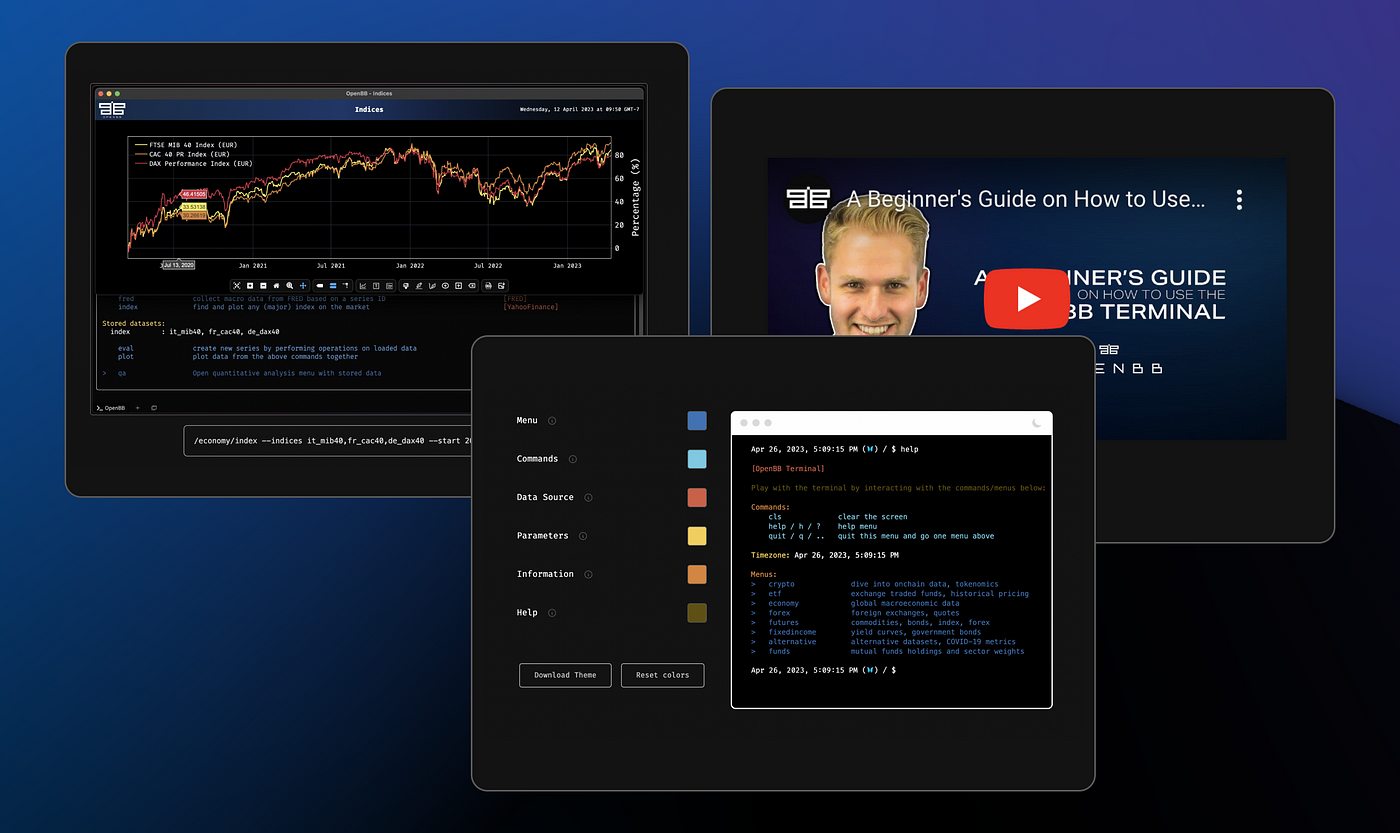 OpenBB - Indices
OPENBB
Indices
Wednesday, 12 April 2023 at 09:50 GMT-7
FTSE MIB 40 Index (EUR)
CAC 40 PR Index (EUR)
DAX Performance Index (EUR)
46.41505
33.53138
80
60
40
20
0
Percentage (%)
Jul 13, 2020
Jan 2021
Jul 2021
Jan 2022
Jul 2022
Jan 2023
fred collect macro data from FRED based on a series ID [FRED]
index find and plot any (major) index on the market [YahooFinance]
Stored datasets:
index : it_mib40, fr_cac40, de_dax40
eval create new series by performing operations on loaded data
plot plot data from the above commands together
> qa Open quantitative analysis menu with stored data
OpenBB +
/economy/index --indices it_mib40,fr_cac40,de_dax40 --start 20
A Beginner's Guide on How to Use...
A NNER'S GUIDE
ON HOW TO USE THE
BB TERMINAL
ENBB
Menu
Commands
Data Source
Parameters
Information
Help
Download Theme
Reset colors
Apr 26, 2023, 5:09:15 PM (🦋) / $ help
[OpenBB Terminal]
Play with the terminal by interacting with the commands/menus below:
Commands:
cls clear the screen
help / h / ? help menu
quit / q / .. quit this menu and go one menu above
Timezone: Apr 26, 2023, 5:09:15 PM
Menus:
> crypto dive into onchain data, tokenomics
> etf exchange traded funds, historical pricing
> economy global macroeconomic data
> forex foreign exchanges, quotes
> futures commodities, bonds, index, forex
> fixedincome yield curves, government bonds
> alternative alternative datasets, COVID-19 metrics
> funds mutual funds holdings and sector weights
Apr 26, 2023, 5:09:15 PM (🦋) / $